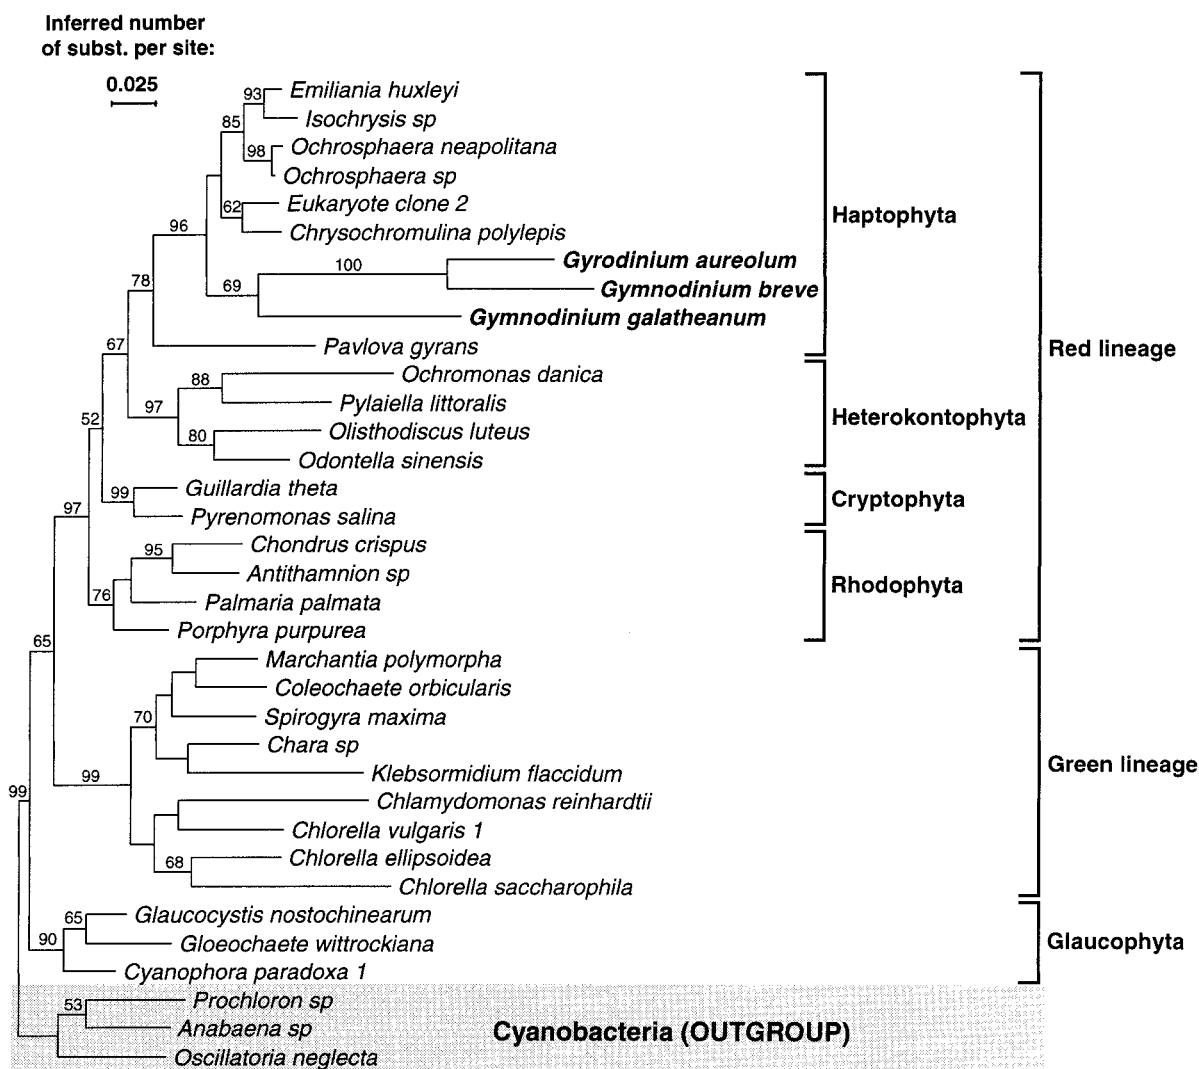 Inferred number
of subst. per site:
0.025
93
Emiliania huxleyi
Isochrysis sp
85
98
Ochrosphaera neapolitana
Ochrosphaera sp
62
Eukaryote clone 2
Chrysochromulina polylepis
Haptophyta
96
100
Gyrodinium aureolum
Gymnodinium breve
69
Gymnodinium galatheanum
78
Pavlova gyrans
Red lineage
67
88
Ochromonas danica
Pylaiella littoralis
97
Heterokontophyta
80
Olisthodiscus luteus
Odontella sinensis
52
99
Guillardia theta
Pyrenomonas salina
Cryptophyta
97
95
Chondrus crispus
Antithamnion sp
Rhodophyta
76
Palmaria palmata
Porphyra purpurea
65
Marchantia polymorpha
Coleochaete orbicularis
70
Spirogyra maxima
Chara sp
Klebsormidium flaccidum
Green lineage
99
99
Chlamydomonas reinhardtii
Chlorella vulgaris 1
68
Chlorella ellipsoidea
Chlorella saccharophila
65
Glaucocystis nostochinearum
90
Gloeochaete wittrockiana
Glaucophyta
Cyanophora paradoxa 1
53
Prochloron sp
Anabaena sp
Cyanobacteria (OUTGROUP)
Oscillatoria neglecta